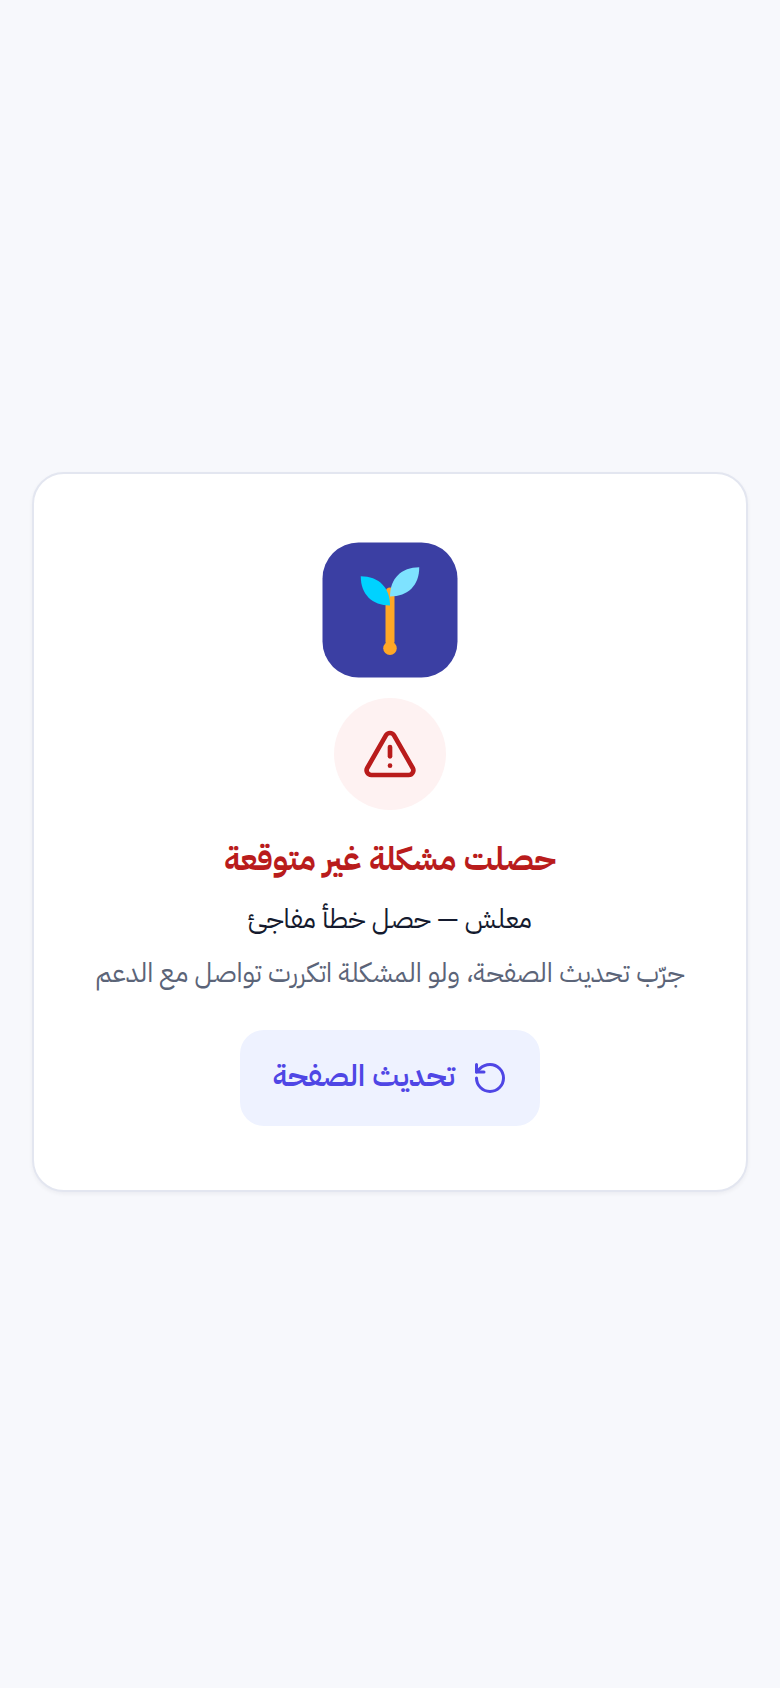 حصلت مشكلة غير متوقعة
معلش — حصل خطأ مفاجئ
جرّب تحديث الصفحة، ولو المشكلة اتكررت تواصل مع الدعم
تحديث الصفحة